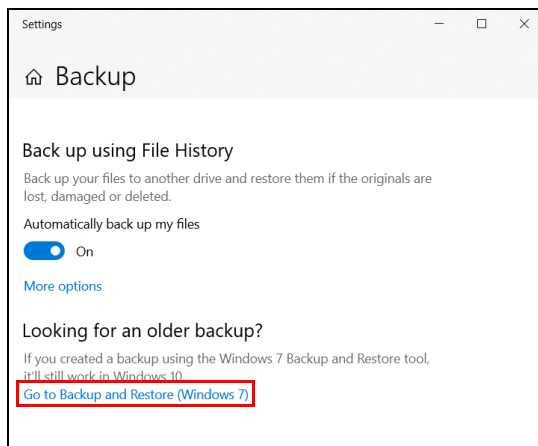 Settings
Backup
Back up using File History
Back up your files to another drive and restore them if the originals are
lost, damaged or deleted.
Automatically back up my files
On
More options
Looking for an older backup?
If you created a backup using the Windows 7 Backup and Restore tool,
it'll still work in Windows 10.
Go to Backup and Restore (Windows 7)